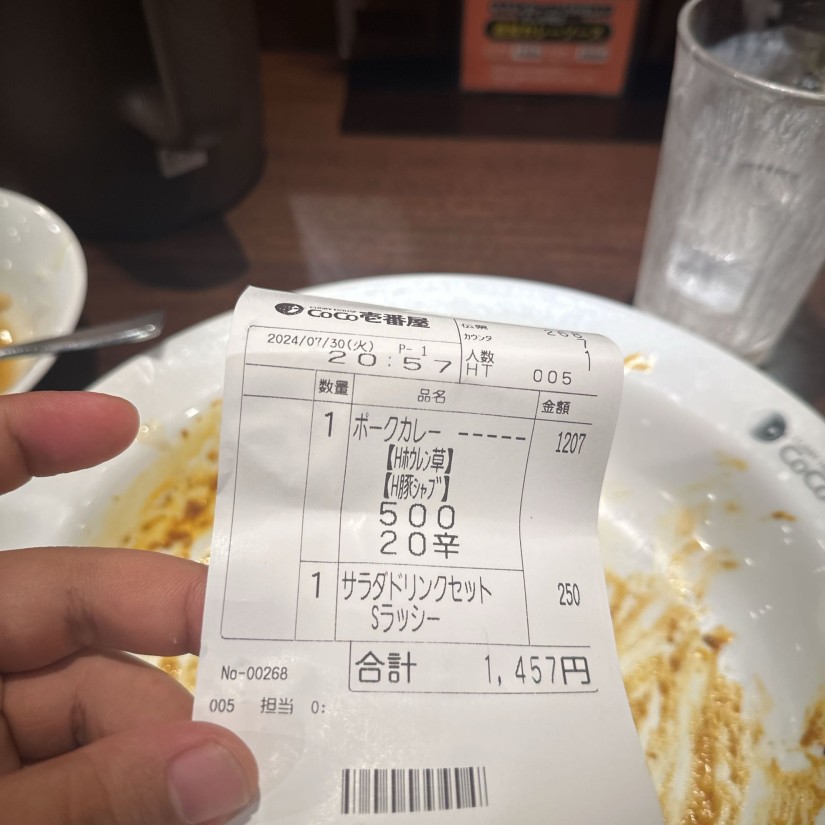 CoCo壱番屋
伝票 268
カウンタ 1
2024/07/30(火) P- 1
20:57
人数 1
HT 005
数量 品名 金額
1 ポークカレー ----- 1207
【Hホウレン草】
【H豚シャブ】
500
20辛
1 サラダドリンクセット 250
Sラッシー
合計 1,457円
No-00268
005 担当 0:
CoCo